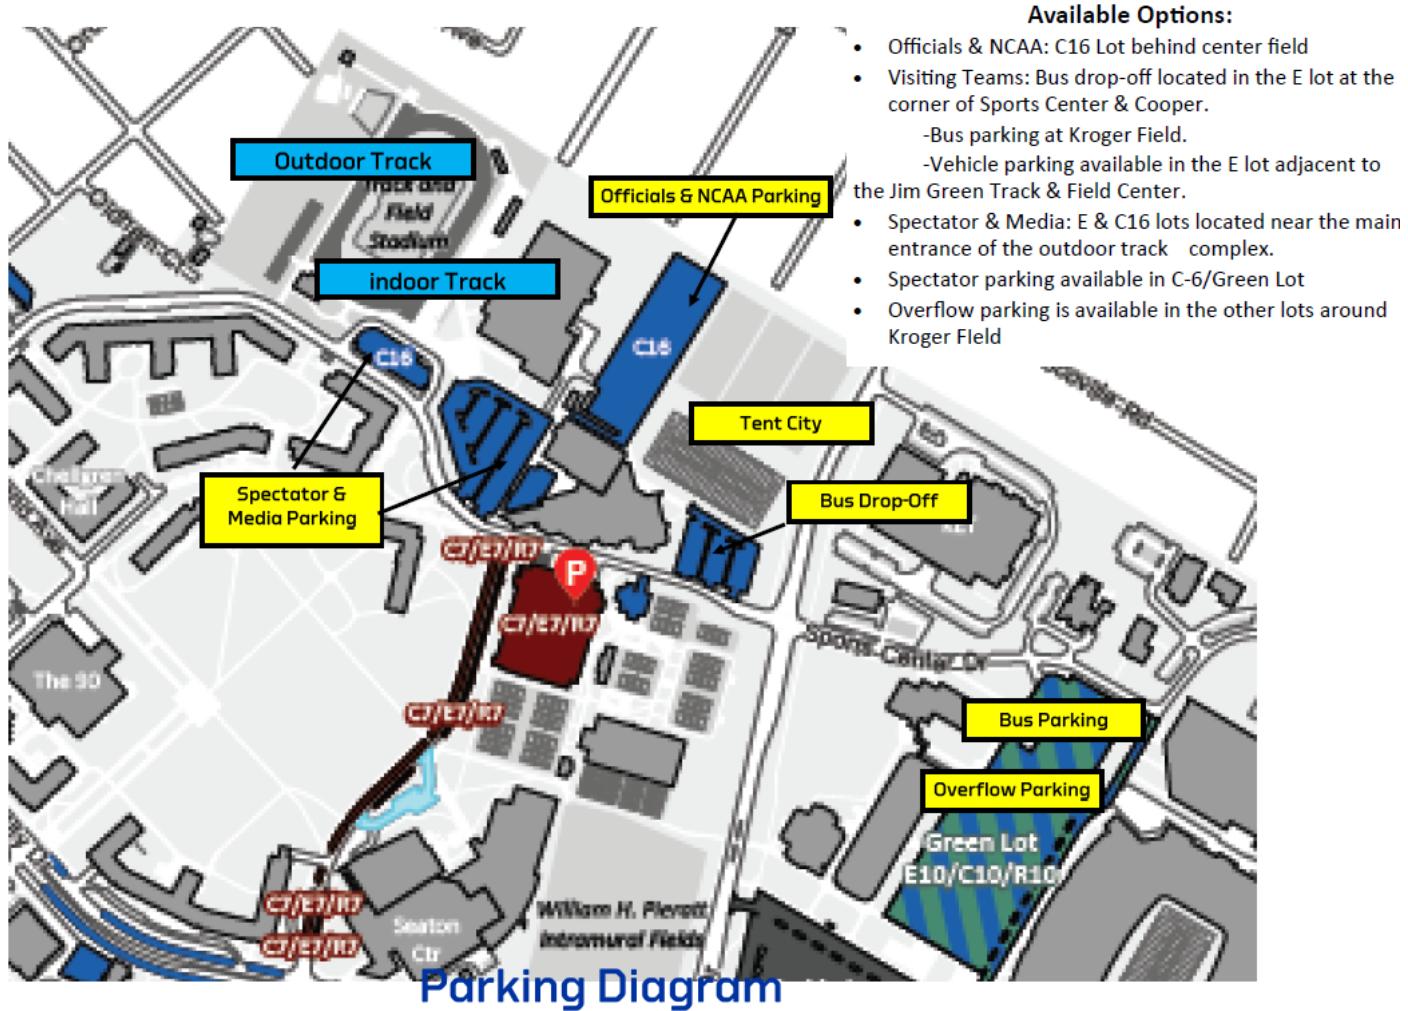 Available Options:
• Officials & NCAA: C16 Lot behind center field
• Visiting Teams: Bus drop-off located in the E lot at the
corner of Sports Center & Cooper.
-Bus parking at Kroger Field.
-Vehicle parking available in the E lot adjacent to
the Jim Green Track & Field Center.
• Spectator & Media: E & C16 lots located near the main
entrance of the outdoor track complex.
• Spectator parking available in C-6/Green Lot
• Overflow parking is available in the other lots around
Kroger FIeld
Outdoor Track
Track and
Field
Stadium
indoor Track
Officials & NCAA Parking
C16
C16
Tent City
Bus Drop-Off
Spectator &
Media Parking
Chellgren
Hall
C7/E7/R7
P
C7/E7/R7
Sports Center Dr
The 90
C7/E7/R7
Bus Parking
Overflow Parking
Green Lot
E10/C10/R10
C7/E7/R7
C7/E7/R7
Seaton
Ctr
William H. Pieratt
Intramural Fields
Parking Diagram